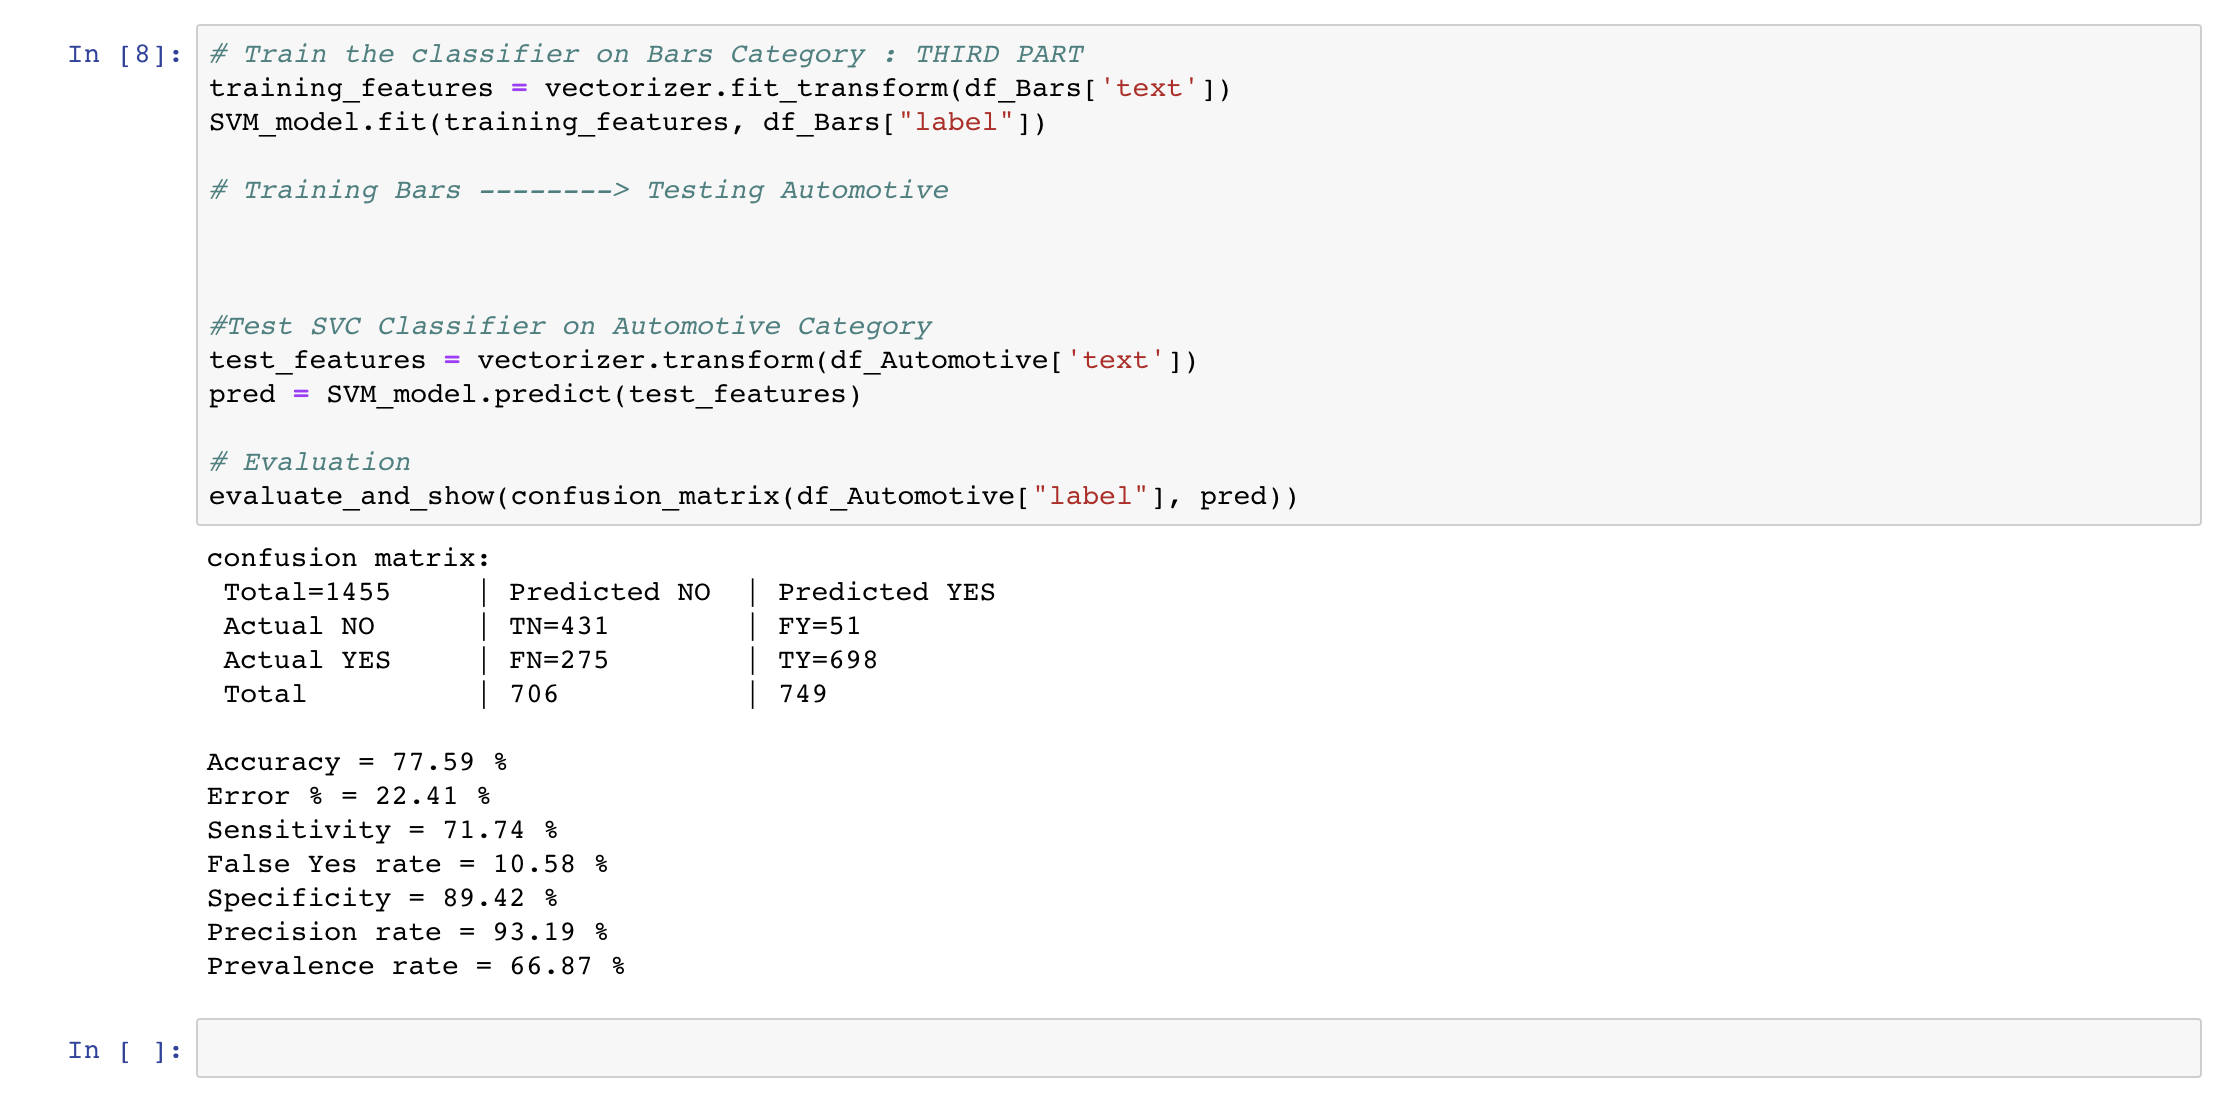 In [8]:
# Train the classifier on Bars Category : THIRD PART
training_features = vectorizer.fit_transform(df_Bars['text'])
SVM_model.fit(training_features, df_Bars["label"])
# Training Bars --------> Testing Automotive
#Test SVC Classifier on Automotive Category
test_features = vectorizer.transform(df_Automotive['text'])
pred = SVM_model.predict(test_features)
# Evaluation
evaluate_and_show(confusion_matrix(df_Automotive["label"], pred))
confusion matrix:
Total=1455 | Predicted NO | Predicted YES
Actual NO | TN=431 | FY=51
Actual YES | FN=275 | TY=698
Total | 706 | 749
Accuracy = 77.59 %
Error % = 22.41 %
Sensitivity = 71.74 %
False Yes rate = 10.58 %
Specificity = 89.42 %
Precision rate = 93.19 %
Prevalence rate = 66.87 %
In [ ]: